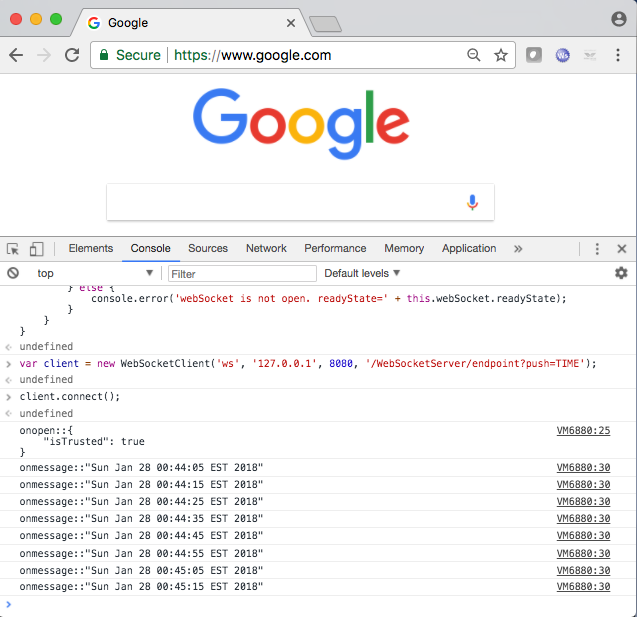 Google
Secure https://www.google.com
Ws
Google
Elements Console Sources Network Performance Memory Application »
top Filter Default levels
} else {
console.error('webSocket is not open. readyState=' + this.webSocket.readyState);
}
}
}
undefined
var client = new WebSocketClient('ws', '127.0.0.1', 8080, '/WebSocketServer/endpoint?push=TIME');
undefined
client.connect();
undefined
onopen::{ VM6880:25
"isTrusted": true
}
onmessage::"Sun Jan 28 00:44:05 EST 2018" VM6880:30
onmessage::"Sun Jan 28 00:44:15 EST 2018" VM6880:30
onmessage::"Sun Jan 28 00:44:25 EST 2018" VM6880:30
onmessage::"Sun Jan 28 00:44:35 EST 2018" VM6880:30
onmessage::"Sun Jan 28 00:44:45 EST 2018" VM6880:30
onmessage::"Sun Jan 28 00:44:55 EST 2018" VM6880:30
onmessage::"Sun Jan 28 00:45:05 EST 2018" VM6880:30
onmessage::"Sun Jan 28 00:45:15 EST 2018" VM6880:30